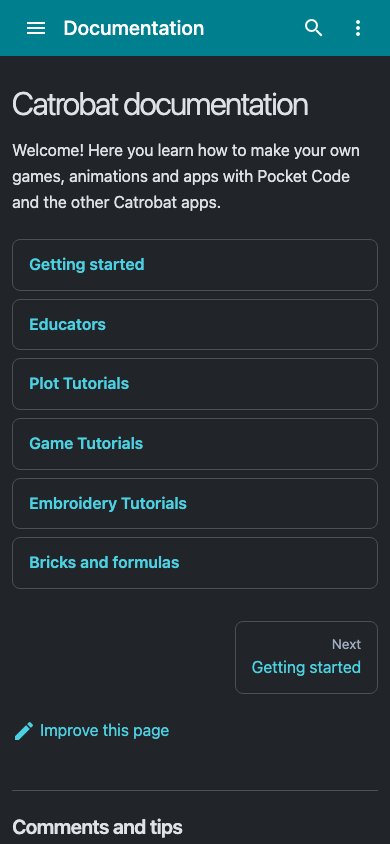 Documentation
Catrobat documentation
Welcome! Here you learn how to make your own
games, animations and apps with Pocket Code
and the other Catrobat apps.
Getting started
Educators
Plot Tutorials
Game Tutorials
Embroidery Tutorials
Bricks and formulas
Next
Getting started
Improve this page
Comments and tips